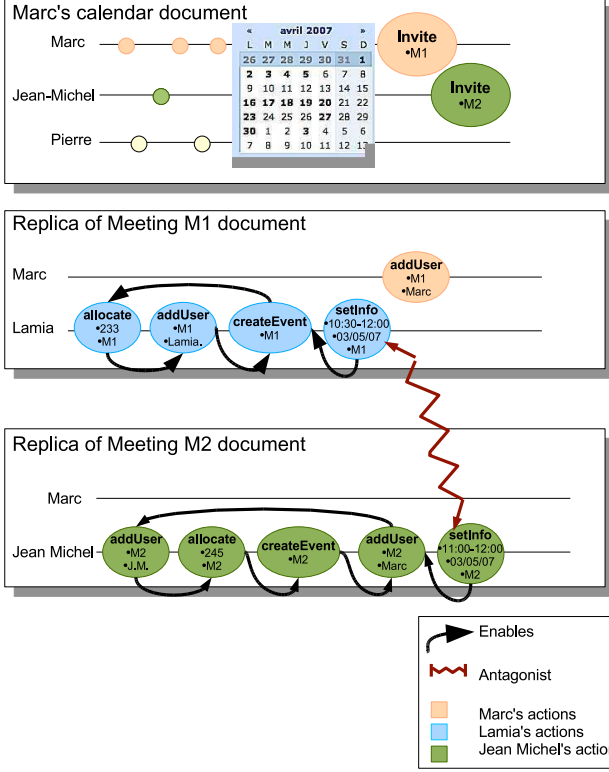 Marc's calendar document
Marc
Jean-Michel
Pierre
« avril 2007 »
L M M J V S D
26 27 28 29 30 31 1
2 3 4 5 6 7 8
9 10 11 12 13 14 15
16 17 18 19 20 21 22
23 24 25 26 27 28 29
30 1 2 3 4 5 6
7 8 9 10 11 12 13
Invite
•M1
Invite
•M2
Replica of Meeting M1 document
Marc
Lamia
addUser
•M1
•Marc
allocate
•233
•M1
addUser
•M1
•Lamia.
createEvent
•M1
setInfo
•10:30-12:00
•03/05/07
•M1
Replica of Meeting M2 document
Marc
Jean Michel
addUser
•M2
•J.M.
allocate
•245
•M2
createEvent
•M2
addUser
•M2
•Marc
setInfo
•11:00-12:00
•03/05/07
•M2
Enables
Antagonist
Marc's actions
Lamia's actions
Jean Michel's actio